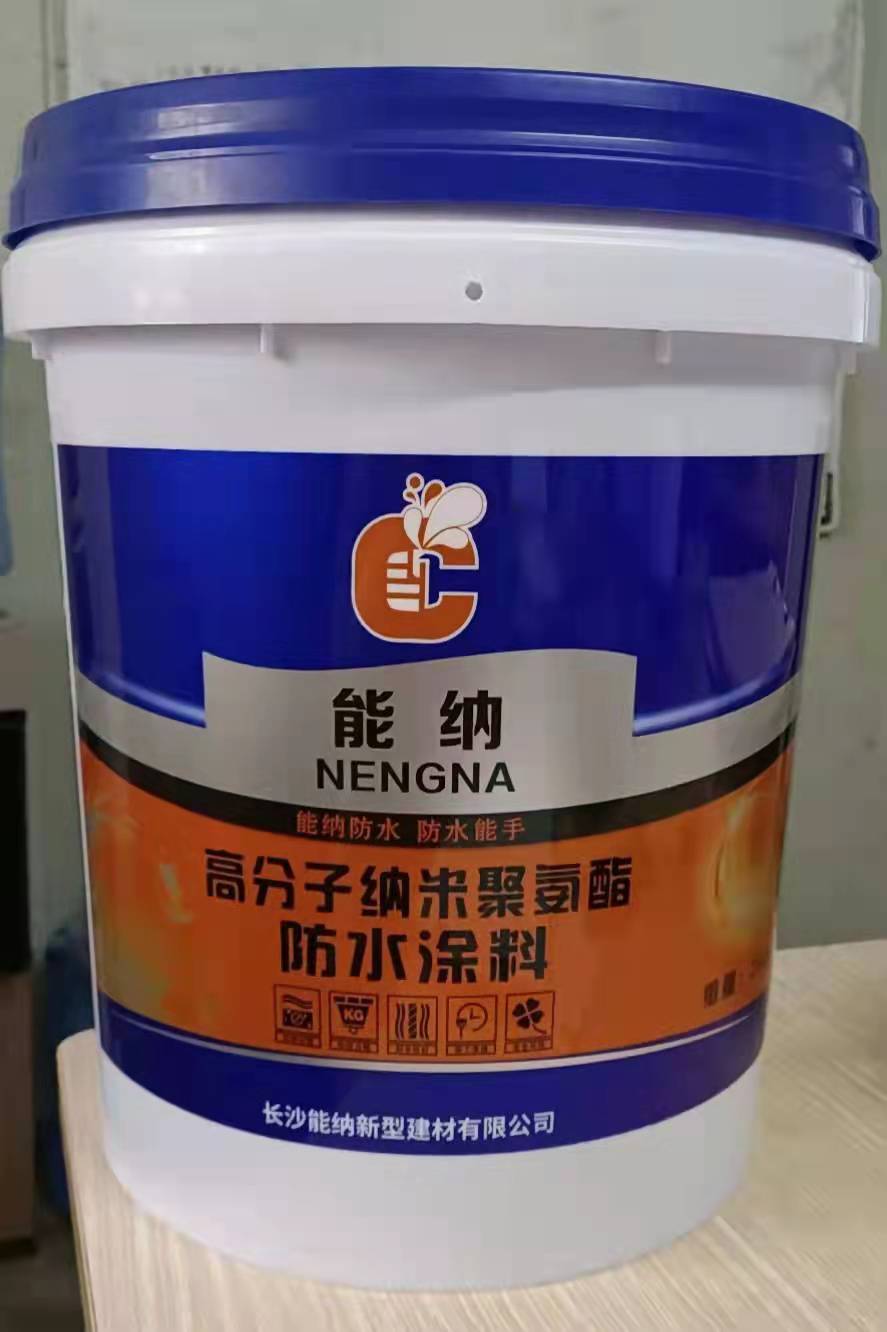 能纳
NENGNA
能纳防水 防水能手
高分子纳米聚氨酯
防水涂料
KG
长沙能纳新型建材有限公司